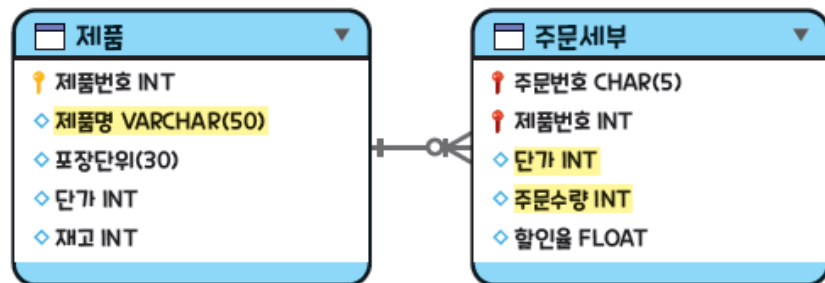 제품
제품번호 INT
제품명 VARCHAR(50)
포장단위(30)
단가 INT
재고 INT
주문세부
주문번호 CHAR(5)
제품번호 INT
단가 INT
주문수량 INT
할인율 FLOAT